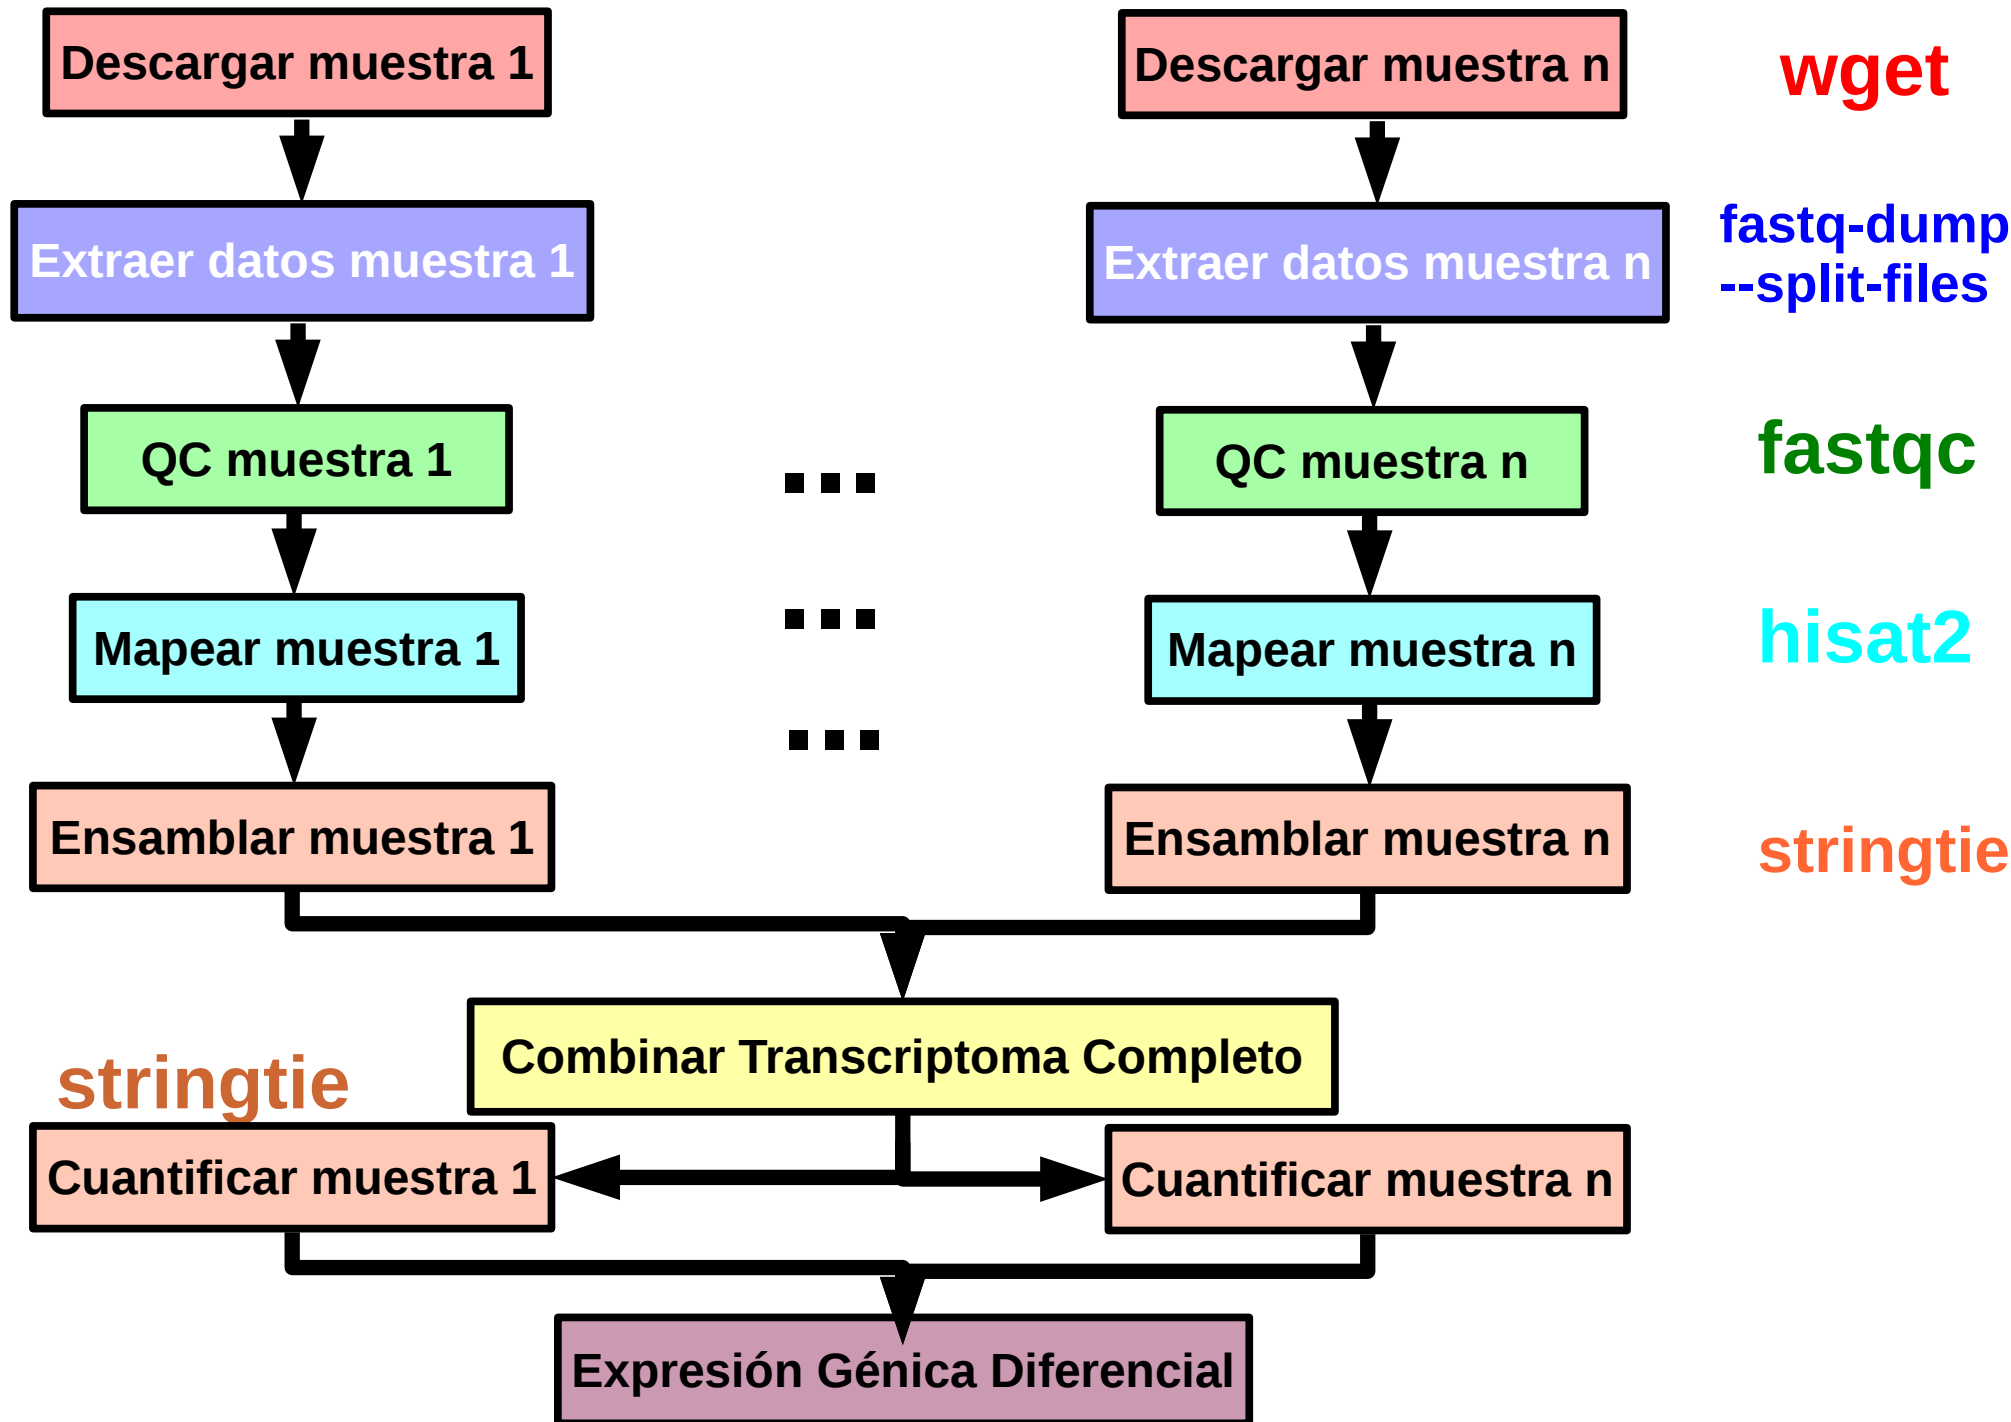 Descargar muestra 1
Descargar muestra n
wget
Extraer datos muestra 1
Extraer datos muestra n
fastq-dump
--split-files
QC muestra 1
QC muestra n
fastqc
...
Mapear muestra 1
Mapear muestra n
hisat2
...
...
Ensamblar muestra 1
Ensamblar muestra n
stringtie
Combinar Transcriptoma Completo
stringtie
Cuantificar muestra 1
Cuantificar muestra n
Expresión Génica Diferencial